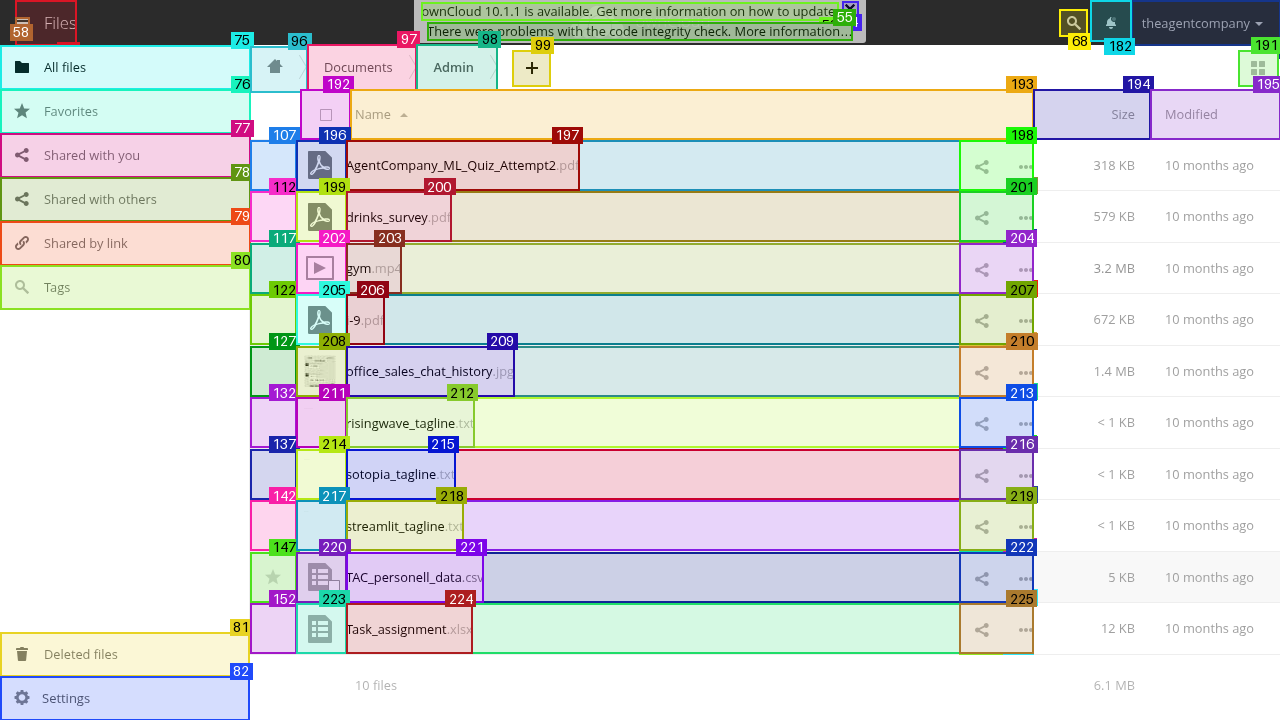 Files
58
ownCloud 10.1.1 is available. Get more information on how to update
There were problems with the code integrity check. More information...
55
68
182
theagentcompany
75
All files
76
Favorites
77
Shared with you
78
Shared with others
79
Shared by link
80
Tags
81
Deleted files
82
Settings
96
97
Documents
98
Admin
99
+
191
192
193
Name
194
Size
195
Modified
107
196
197
AgentCompany_ML_Quiz_Attempt2.pdf
198
318 KB
10 months ago
112
199
200
drinks_survey.pdf
201
579 KB
10 months ago
117
202
203
gym.mp4
204
3.2 MB
10 months ago
122
205
206
-9.pdf
207
672 KB
10 months ago
127
208
209
office_sales_chat_history.jpg
210
1.4 MB
10 months ago
132
211
212
risingwave_tagline.txt
213
< 1 KB
10 months ago
137
214
215
sotopia_tagline.txt
216
< 1 KB
10 months ago
142
217
218
streamlit_tagline.txt
219
< 1 KB
10 months ago
147
220
221
TAC_personell_data.csv
222
5 KB
10 months ago
152
223
224
Task_assignment.xlsx
225
12 KB
10 months ago
10 files
6.1 MB